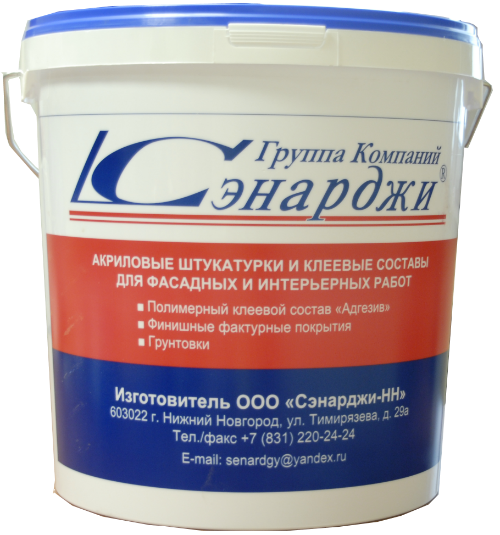 Группа Компаний
Сэнарджи®
АКРИЛОВЫЕ ШТУКАТУРКИ И КЛЕЕВЫЕ СОСТАВЫ
ДЛЯ ФАСАДНЫХ И ИНТЕРЬЕРНЫХ РАБОТ
▪ Полимерный клеевой состав «Адгезив»
▪ Финишные фактурные покрытия
▪ Грунтовки
Изготовитель ООО «Сэнарджи-НН»
603022 г. Нижний Новгород, ул. Тимирязева, д. 29а
Тел./факс +7 (831) 220-24-24
E-mail: senardgy@yandex.ru